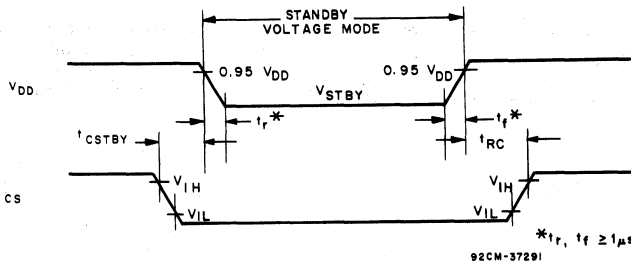 STANDBY
VOLTAGE MODE
0.95 VDD
0.95 VDD
VDD
VSTBY
tr*
tf*
tCSTBY
tRC
VIH
VIH
CS
VIL
VIL
*tr, tf ≥ 1μs
92CM-37291